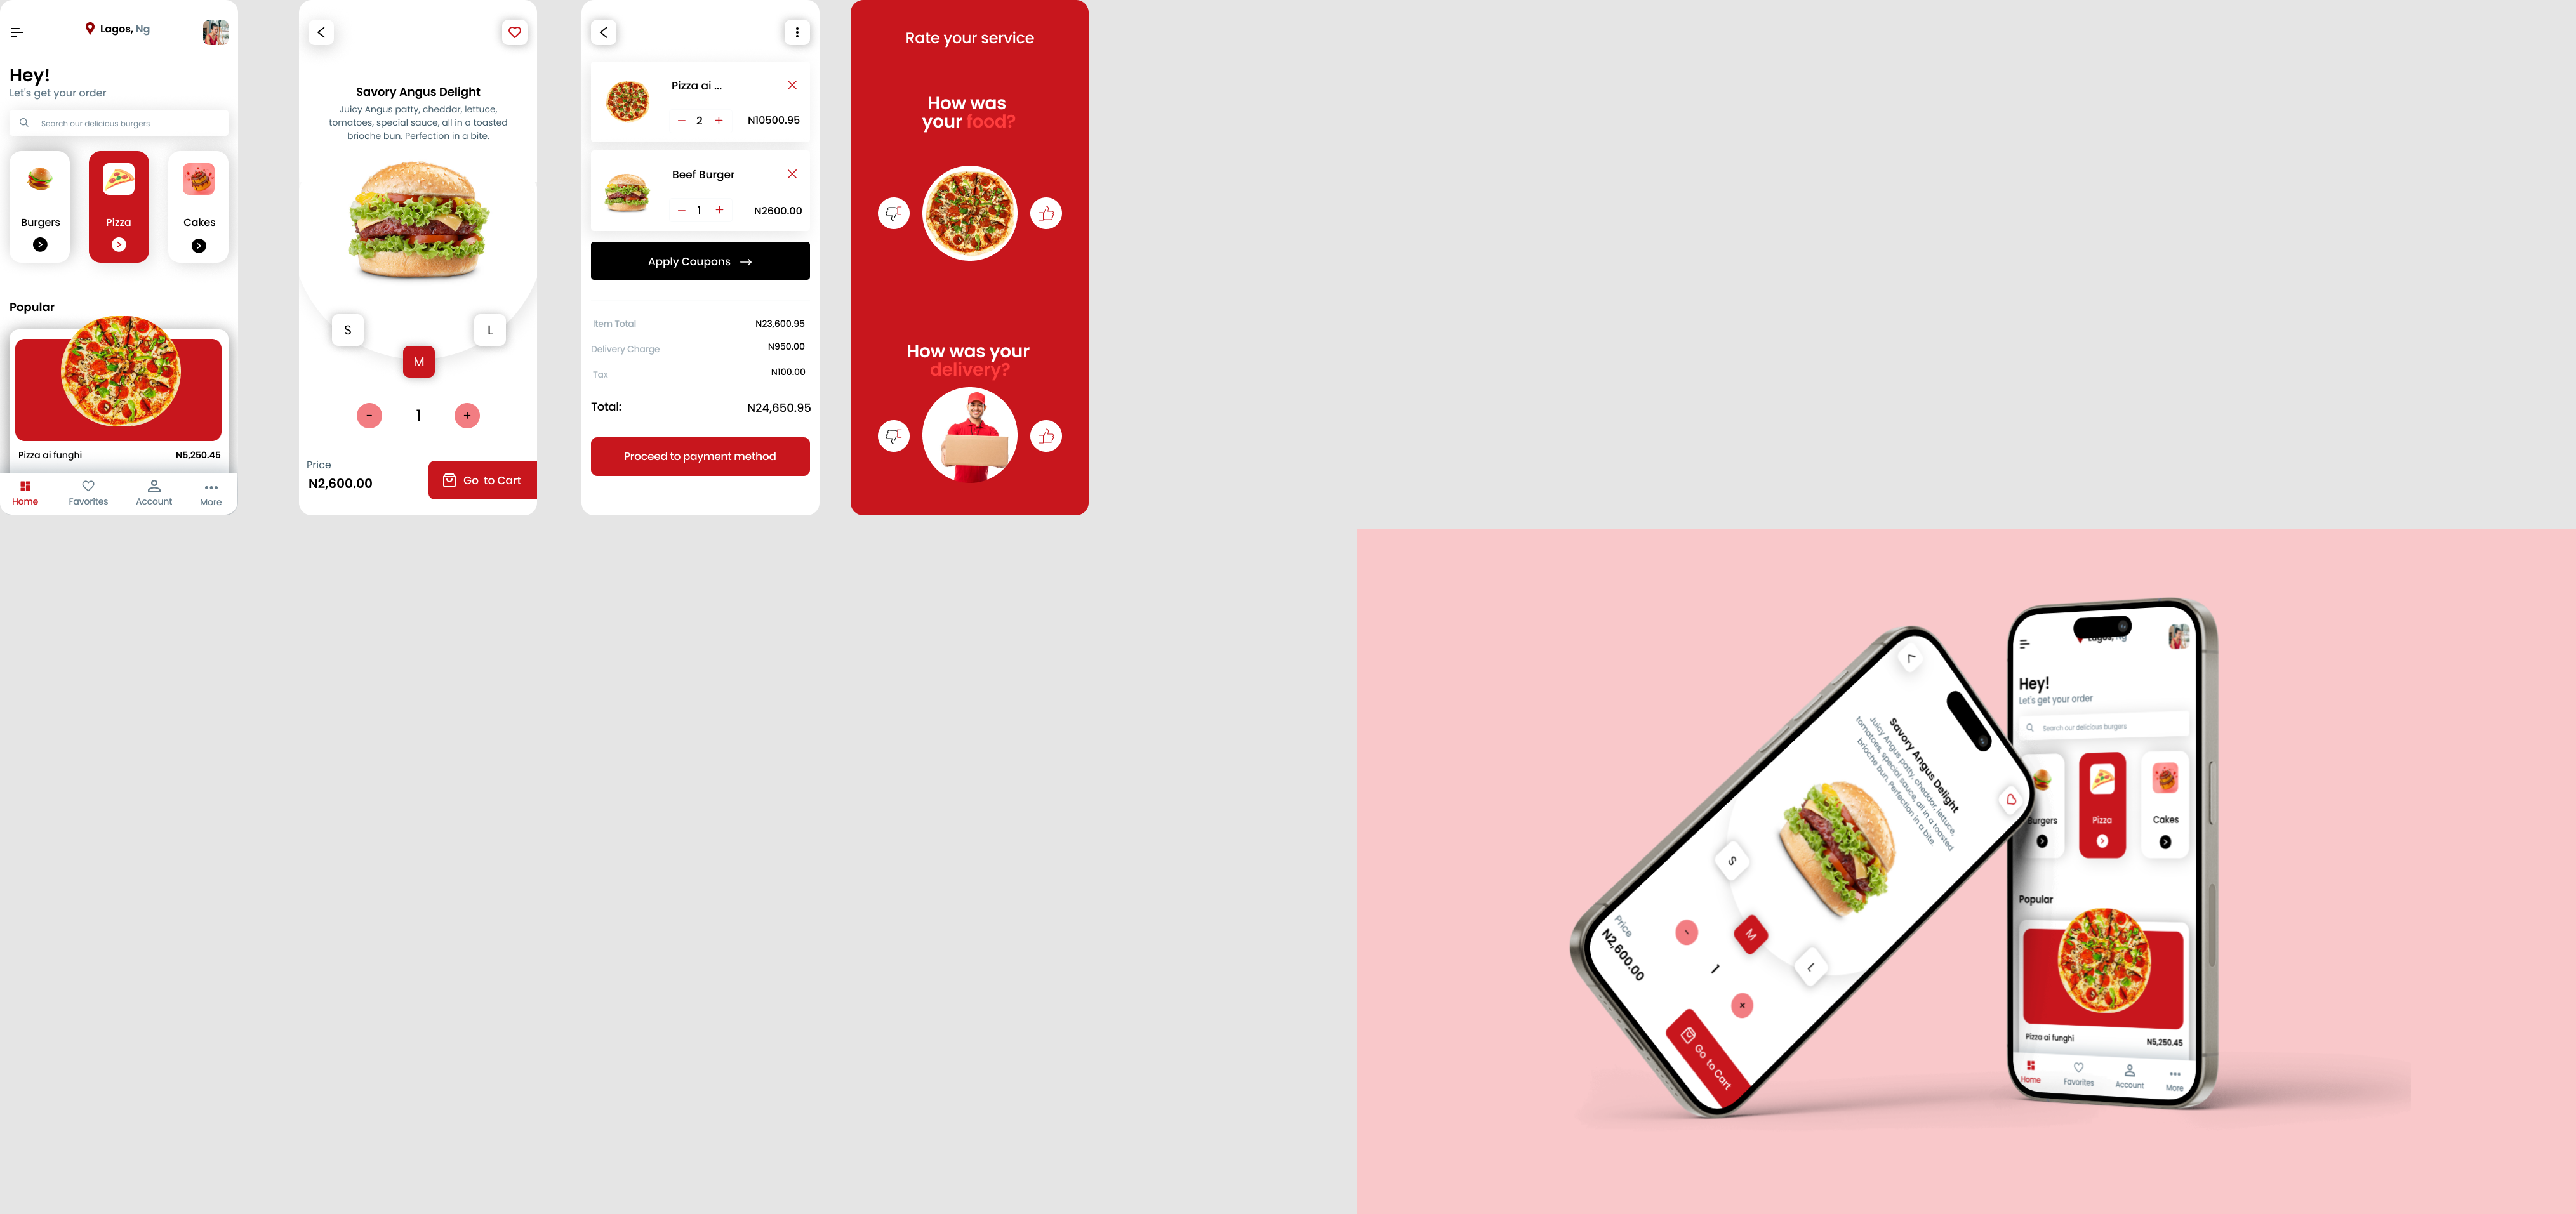 Lagos, Ng
Hey!
Let's get your order
Search our delicious burgers
Burgers
Pizza
Cakes
Popular
Pizza ai funghi
N5,250.45
Home
Favorites
Account
More
Savory Angus Delight
Juicy Angus patty, cheddar, lettuce,
tomatoes, special sauce, all in a toasted
brioche bun. Perfection in a bite.
S
L
M
-
1
+
Price
N2,600.00
Go to Cart
Pizza ai ...
2
N10500.95
Beef Burger
1
N2600.00
Apply Coupons
Item Total
N23,600.95
Delivery Charge
N950.00
Tax
N100.00
Total:
N24,650.95
Proceed to payment method
Rate your service
How was
your food?
How was your
delivery?
Savory Angus Delight
Juicy Angus patty, cheddar, lettuce,
tomatoes, special sauce, all in a toasted
brioche bun. Perfection in a bite.
S
M
L
-
1
+
Price
N2,600.00
Go to Cart
Lagos, Ng
Hey!
Let's get your order
Search our delicious burgers
Burgers
Pizza
Cakes
Popular
Pizza ai funghi
N5,250.45
Home
Favorites
Account
More